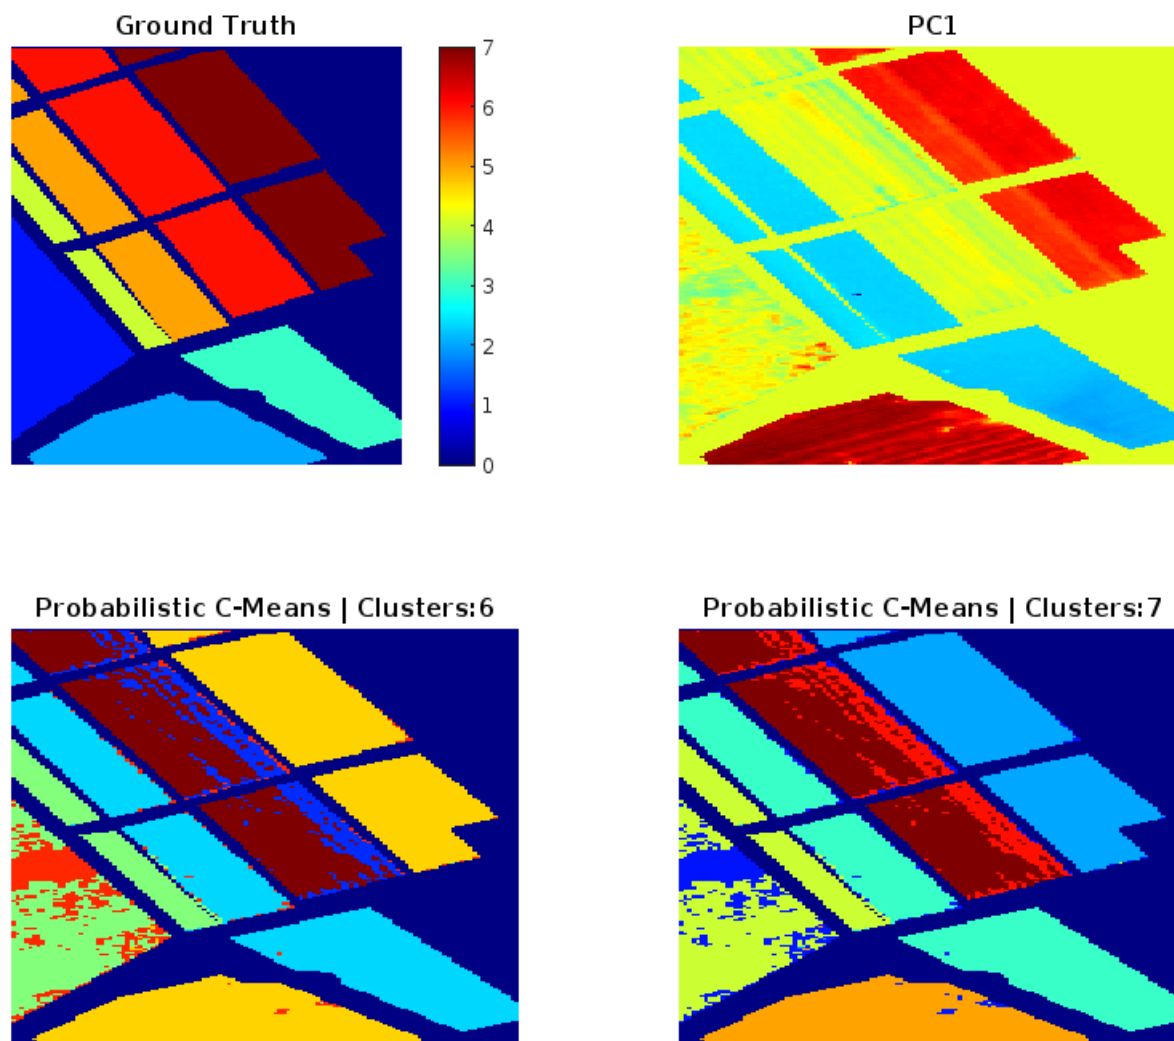 Ground Truth
PC1
7
6
5
4
3
2
1
0
Probabilistic C-Means | Clusters:6
Probabilistic C-Means | Clusters:7